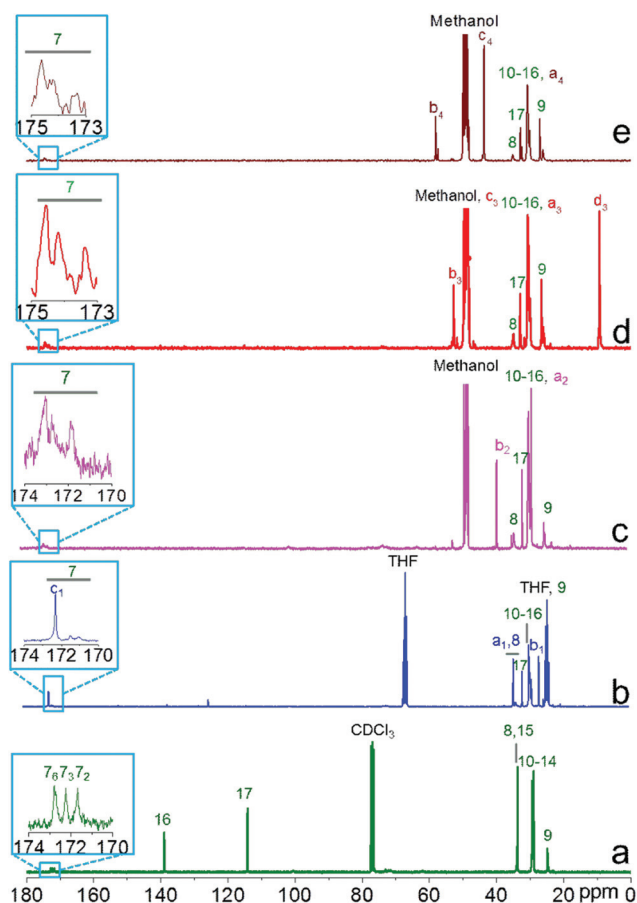 7
175 173
Methanol
c4
b4
10-16, a4
17
9
8
e
7
175 173
Methanol, c3
10-16, a3
d3
b3
17
9
8
d
7
174 172 170
Methanol
10-16, a2
b2
17
8
9
c
7
c1
174 172 170
THF
THF, 9
10-16
a1,8
b1
17
b
76 73 72
174 172 170
CDCl3
8,15
10-14
17
16
9
a
180 160 140 120 100 80 60 40 20 ppm 0